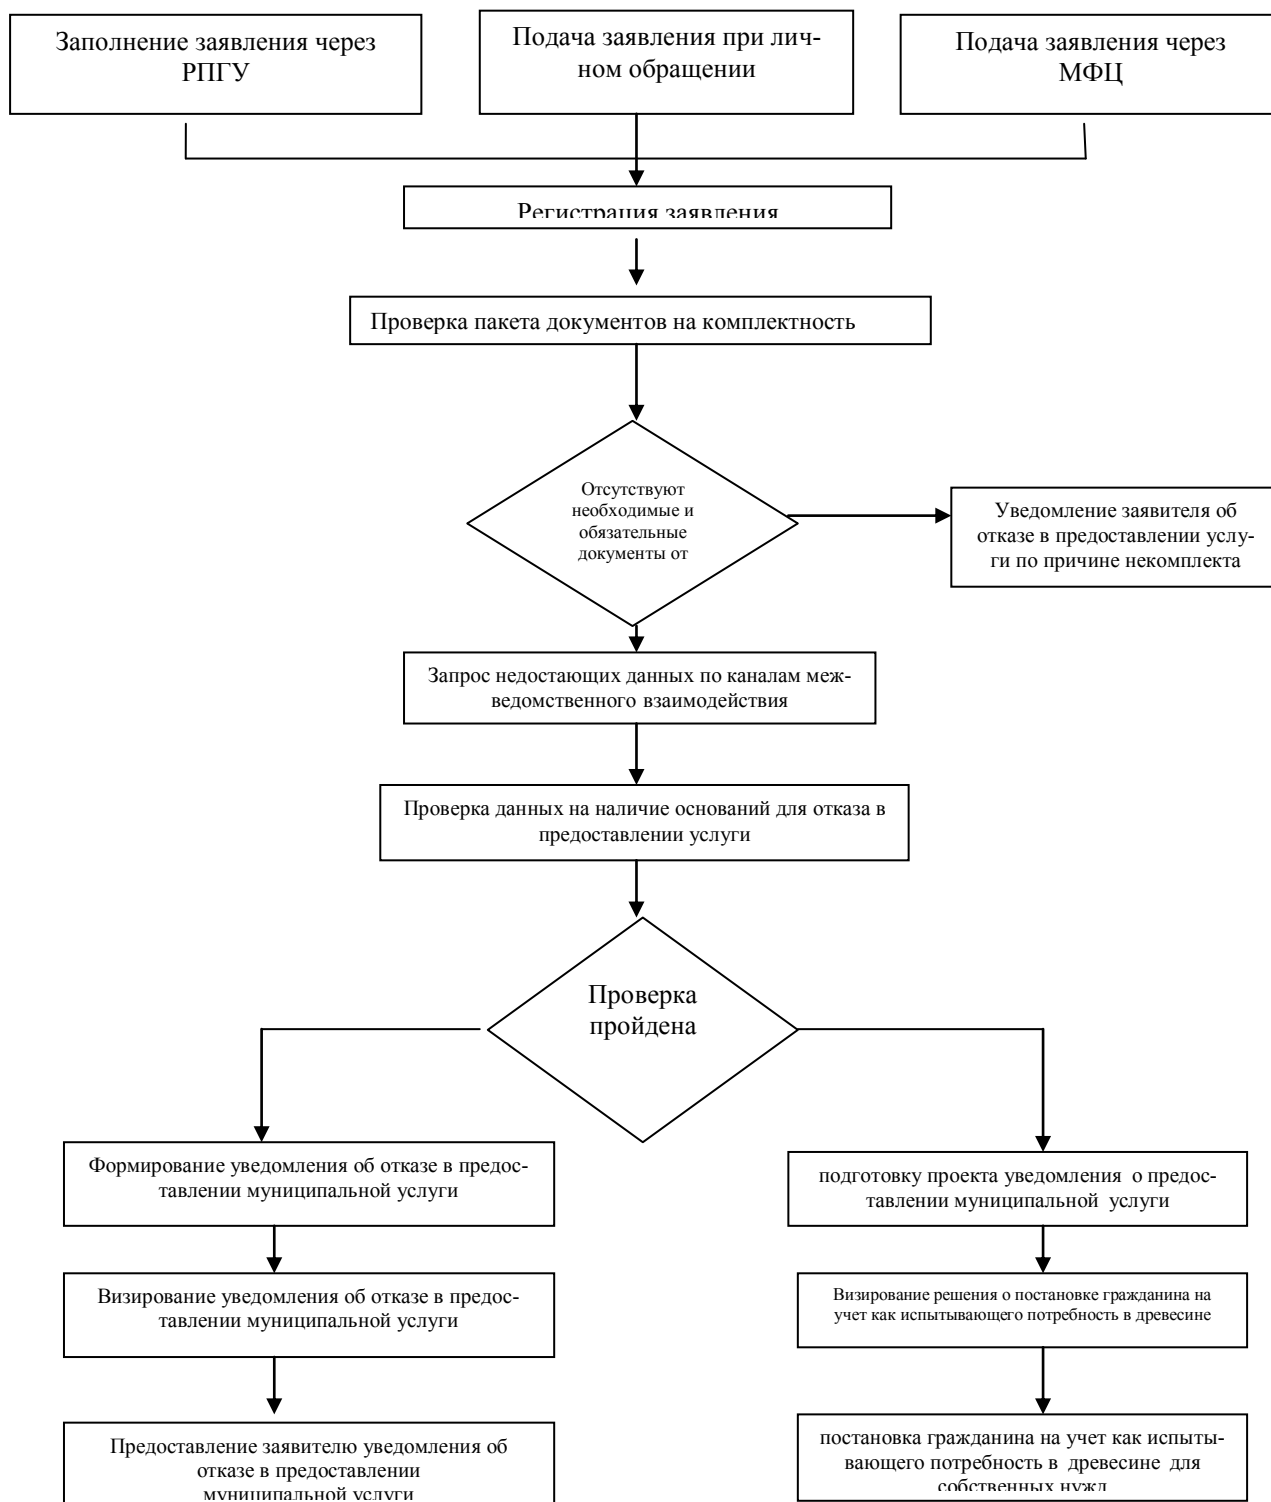 Заполнение заявления через
РПГУ
Подача заявления при лич-
ном обращении
Подача заявления через
МФЦ
Регистрация заявления
Проверка пакета документов на комплектность
Отсутствуют
необходимые и
обязательные
документы от
Уведомление заявителя об
отказе в предоставлении услу-
ги по причине некомплекта
Запрос недостающих данных по каналам меж-
ведомственного взаимодействия
Проверка данных на наличие оснований для отказа в
предоставлении услуги
Проверка
пройдена
Формирование уведомления об отказе в предос-
тавлении муниципальной услуги
подготовку проекта уведомления о предос-
тавлении муниципальной услуги
Визирование уведомления об отказе в предос-
тавлении муниципальной услуги
Визирование решения о постановке гражданина на
учет как испытывающего потребность в древесине
Предоставление заявителю уведомления об
отказе в предоставлении
муниципальной услуги
постановка гражданина на учет как испыты-
вающего потребность в древесине для
собственных нужд